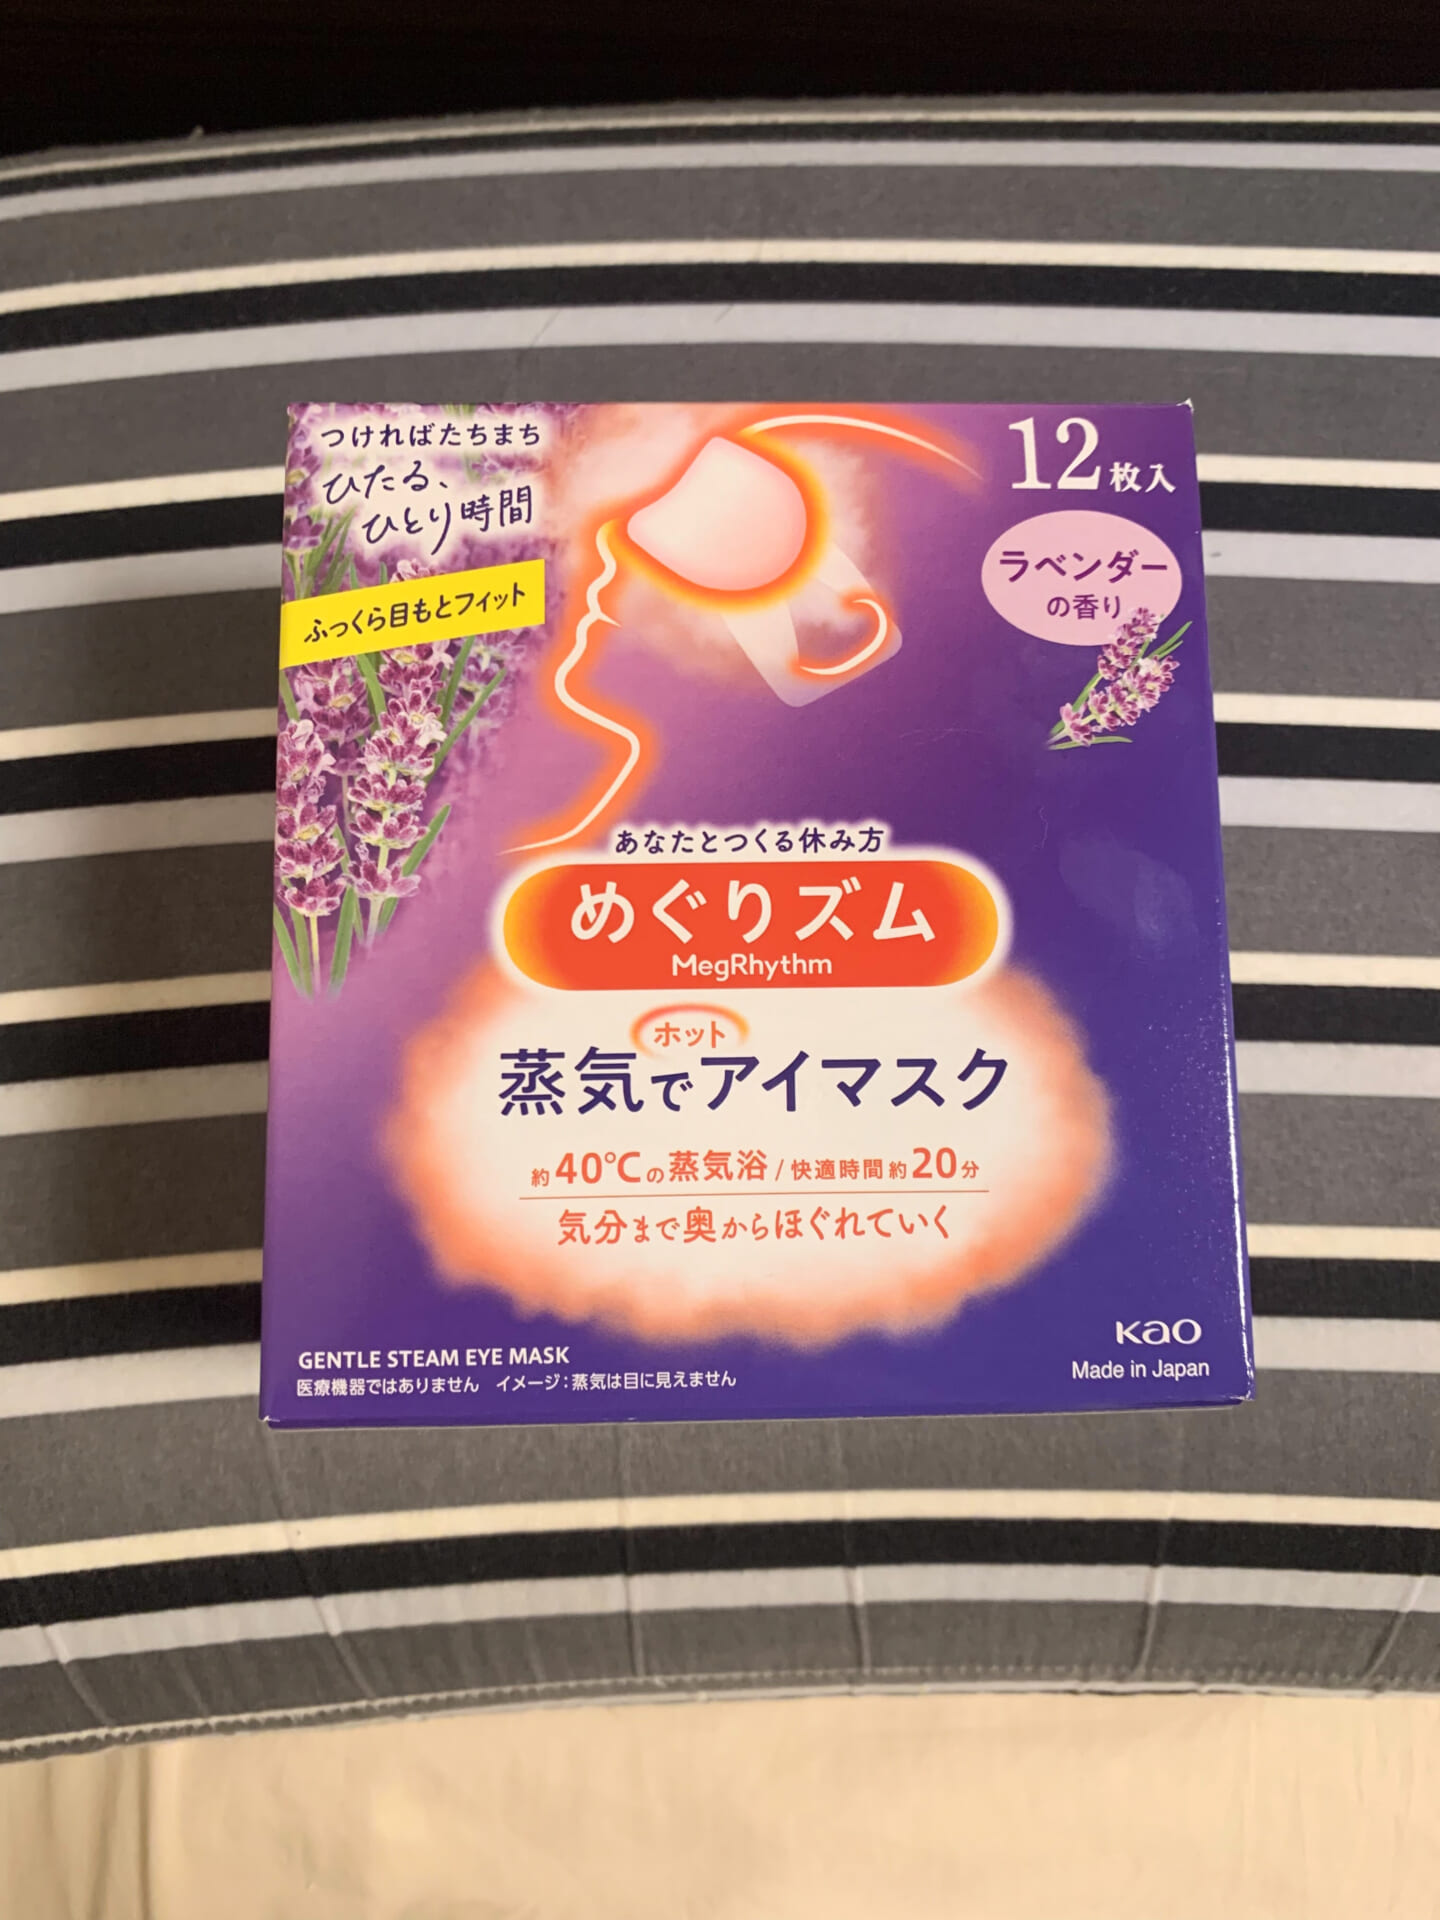 つければたちまち
ひたる、
ひとり時間
12枚入
ラベンダー
の香り
ふっくら目もとフィット
あなたとつくる休み方
めぐりズム
MegRhythm
蒸気でホットアイマスク
約40℃の蒸気浴/快適時間約20分
気分まで奥からほぐれていく
Kao
GENTLE STEAM EYE MASK
Made in Japan
医療機器ではありません イメージ:蒸気は目に見えません